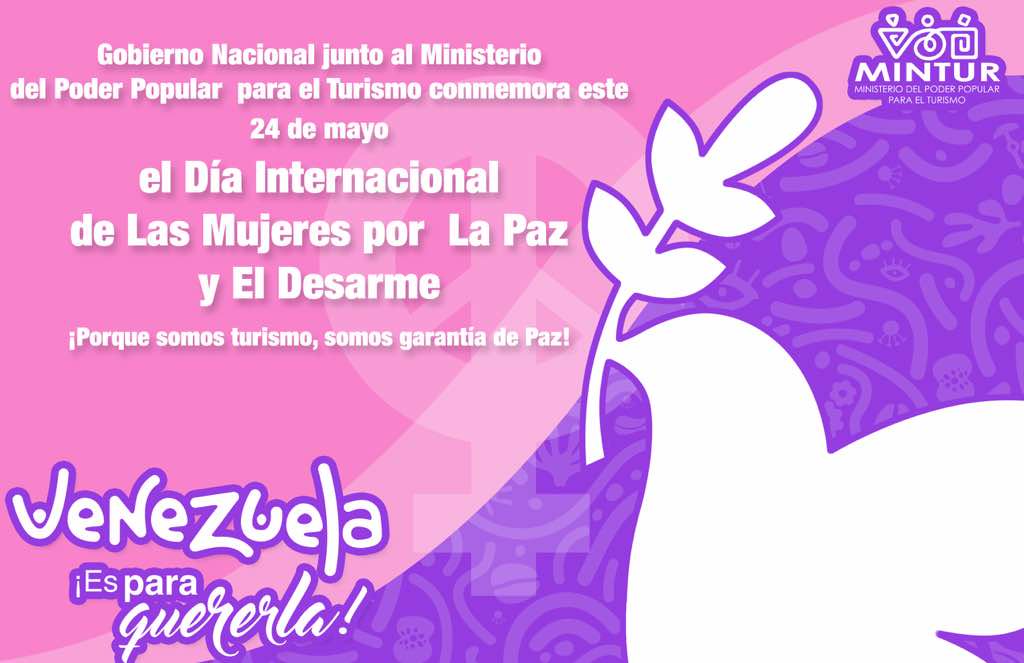 Gobierno Nacional junto al Ministerio
del Poder Popular para el Turismo conmemora este
24 de mayo
el Día Internacional
de Las Mujeres por La Paz
y El Desarme
¡Porque somos turismo, somos garantía de Paz!
MINTUR
MINISTERIO DEL PODER POPULAR
PARA EL TURISMO
Venezuela
¡Es para
quererla!